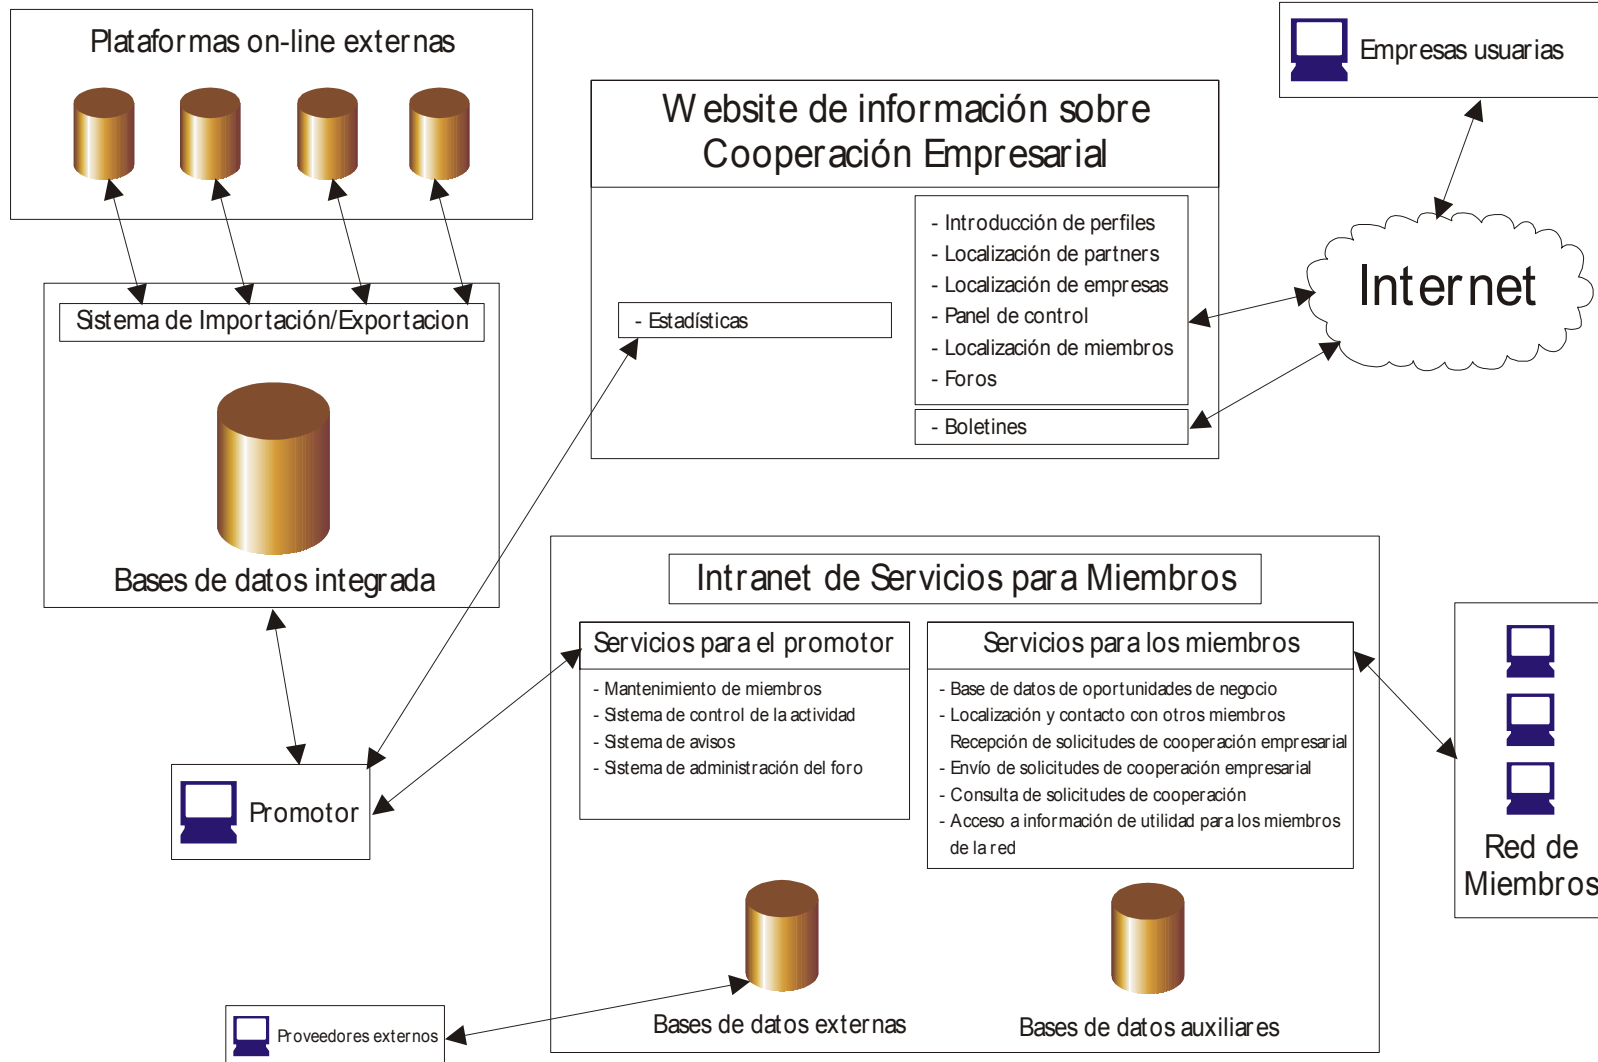 Plataformas on-line externas
Empresas usuarias
Website de información sobre
Cooperación Empresarial
- Introducción de perfiles
- Localización de partners
- Localización de empresas
- Panel de control
- Localización de miembros
- Foros
- Estadísticas
- Boletines
Internet
Sistema de Importación/Exportacion
Bases de datos integrada
Intranet de Servicios para Miembros
Servicios para el promotor
- Mantenimiento de miembros
- Sistema de control de la actividad
- Sistema de avisos
- Sistema de administración del foro
Servicios para los miembros
- Base de datos de oportunidades de negocio
- Localización y contacto con otros miembros
Recepción de solicitudes de cooperación empresarial
- Envío de solicitudes de cooperación empresarial
- Consulta de solicitudes de cooperación
- Acceso a información de utilidad para los miembros
de la red
Promotor
Red de
Miembros
Bases de datos externas
Bases de datos auxiliares
Proveedores externos